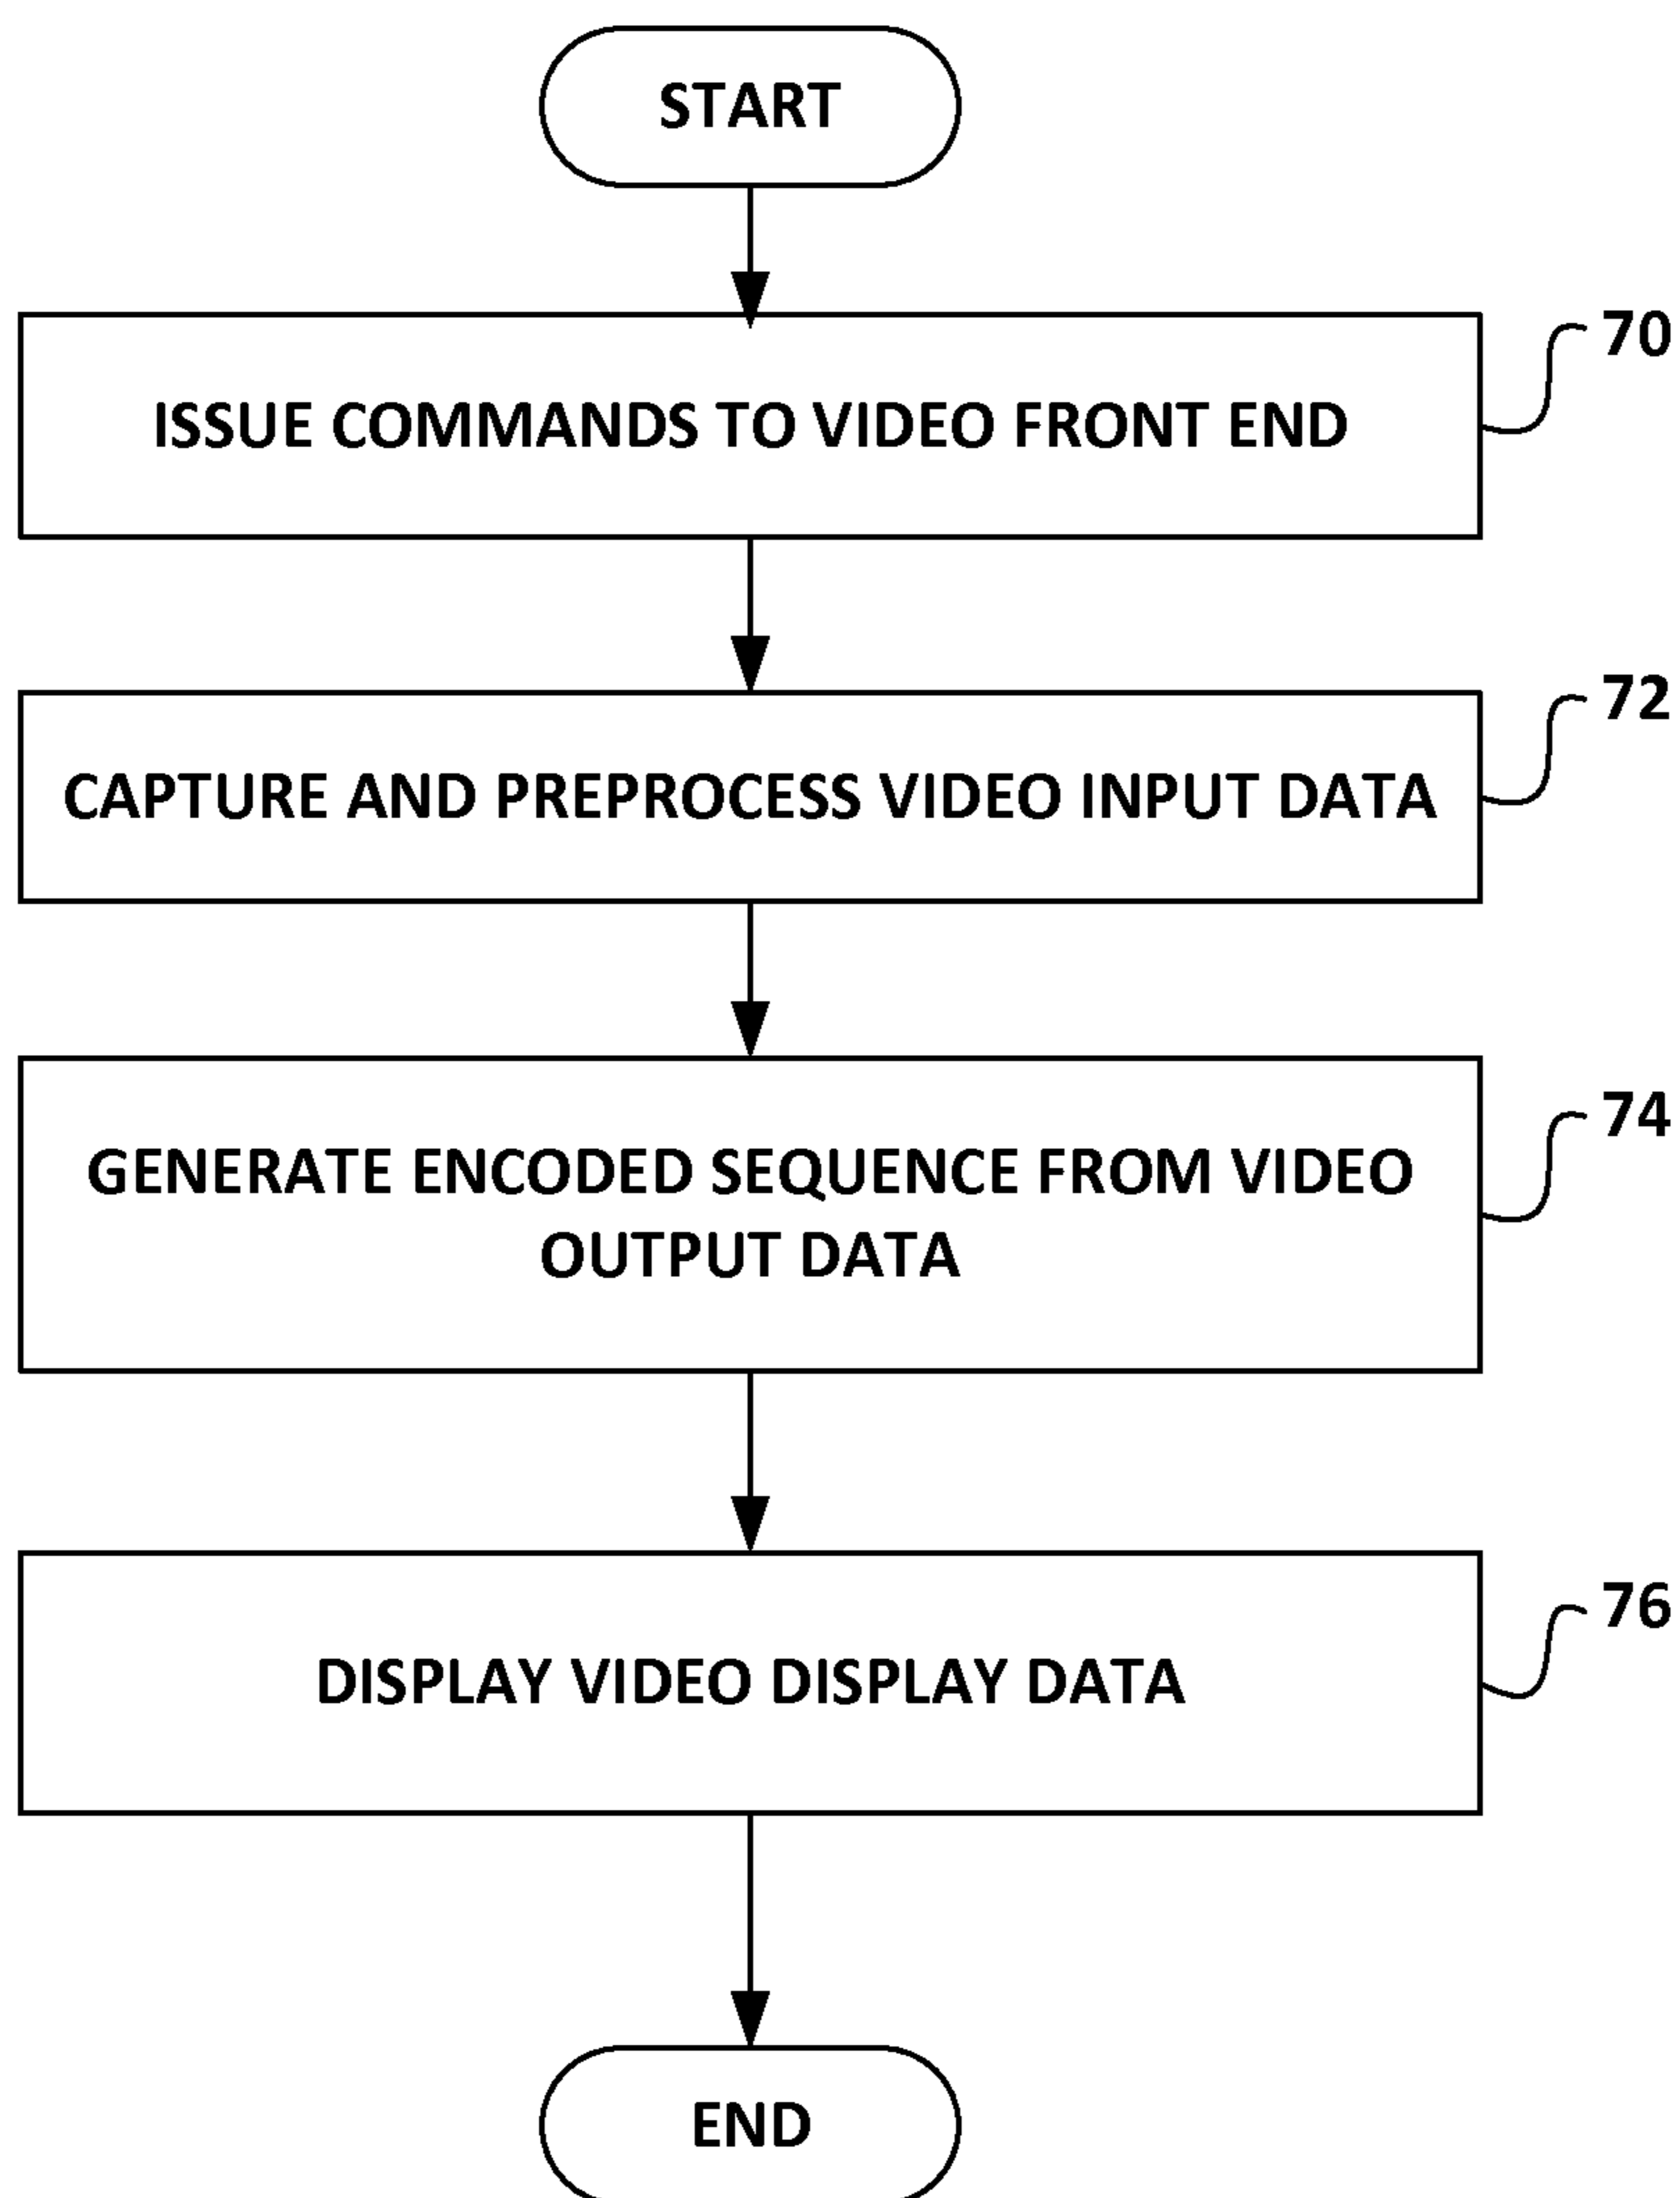 START
70
ISSUE COMMANDS TO VIDEO FRONT END
72
CAPTURE AND PREPROCESS VIDEO INPUT DATA
74
GENERATE ENCODED SEQUENCE FROM VIDEO
OUTPUT DATA
76
DISPLAY VIDEO DISPLAY DATA
END